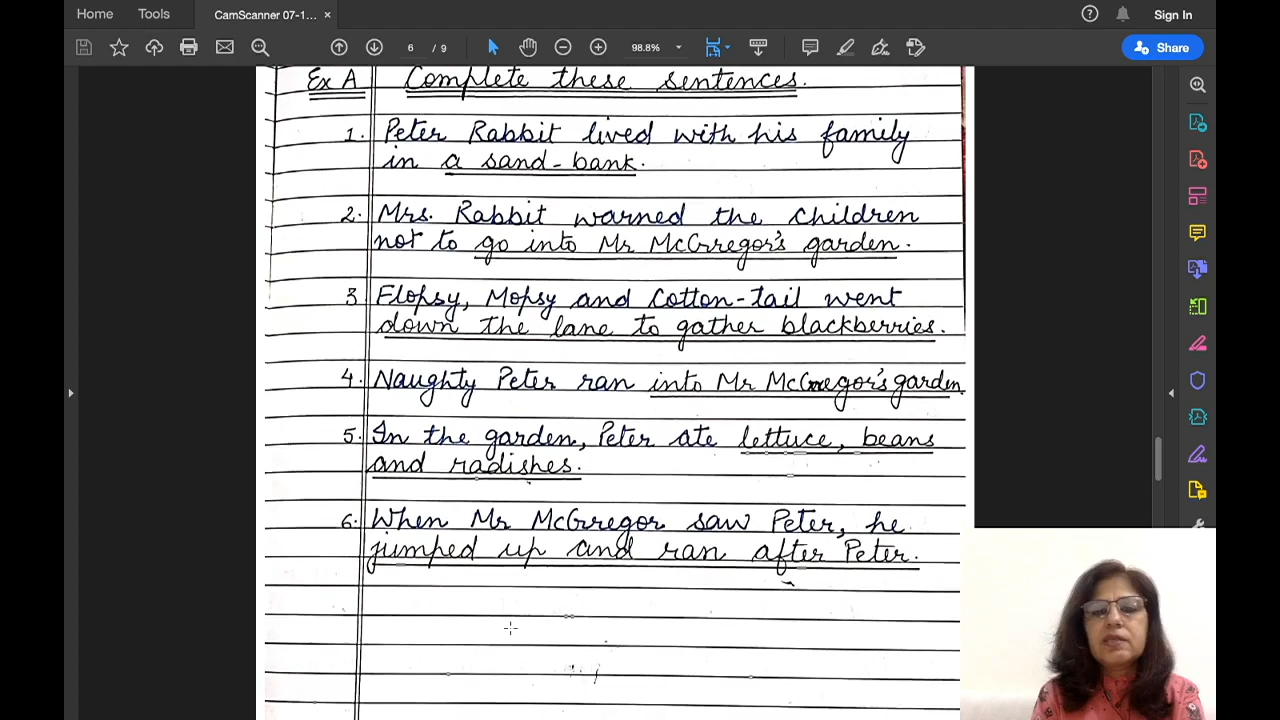 Home Tools CamScanner 07-1... × Sign In
6 / 9 98.8% Share
Ex A Complete these sentences.
1. Peter Rabbit lived with his family
in a sand-bank.
2. Mrs. Rabbit warned the children
not to go into Mr McGrregor's garden.
3 Flopsy, Mopsy and Cotton-tail went
down the lane to gather blackberries.
4. Naughty Peter ran into Mr McGregor's garden.
5. In the garden, Peter ate lettuce, beans
and radishes.
6. When Mr McGrregor saw Peter, he
jumped up and ran after Peter.